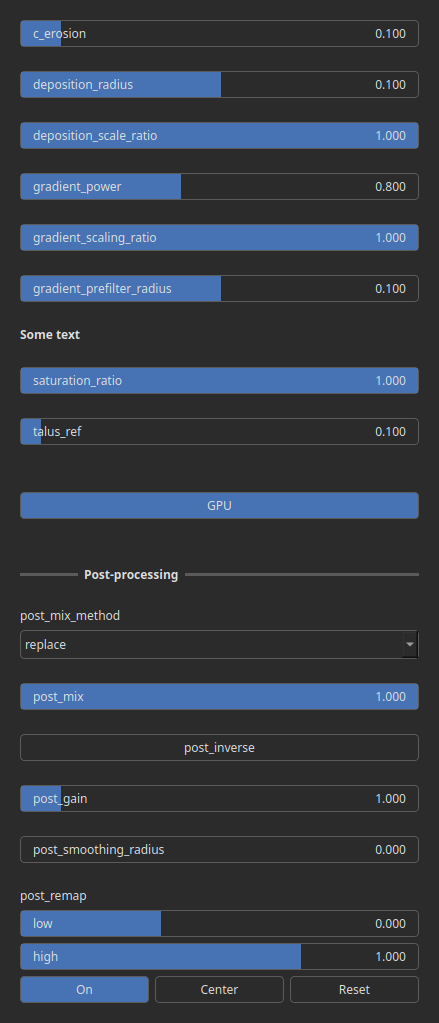 c_erosion 0.100
deposition_radius 0.100
deposition_scale_ratio 1.000
gradient_power 0.800
gradient_scaling_ratio 1.000
gradient_prefilter_radius 0.100
Some text
saturation_ratio 1.000
talus_ref 0.100
GPU
Post-processing
post_mix_method
replace
post_mix 1.000
post_inverse
post_gain 1.000
post_smoothing_radius 0.000
post_remap
low 0.000
high 1.000
On Center Reset